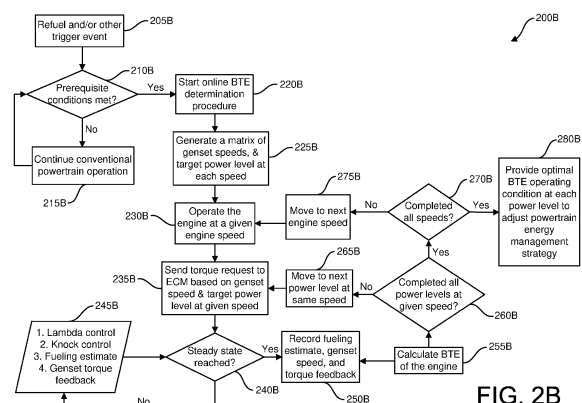 200B
205B
Refuel and/or other
trigger event
210B
Prerequisite
conditions met?
Yes
No
Continue conventional
powertrain operation
215B
Start online BTE
determination
procedure
220B
Generate a matrix of
genset speeds, &
target power level at
each speed
225B
230B
Operate the
engine at a given
engine speed
235B
Send torque request to
ECM based on genset
speed & target power
level at given speed
245B
1. Lambda control
2. Knock control
3. Fueling estimate
4. Genset torque
feedback
Steady state
reached?
240B
Yes
No
Record fueling
estimate, genset
speed, and torque
feedback
250B
Calculate BTE
of the engine
255B
Completed all
power levels at
given speed?
260B
No
Yes
265B
Move to next
power level at
same speed
270B
Completed
all speeds?
No
Yes
275B
Move to next
engine speed
280B
Provide optimal
BTE operating
condition at each
power level to
adjust powertrain
energy
management
strategy
FIG. 2B